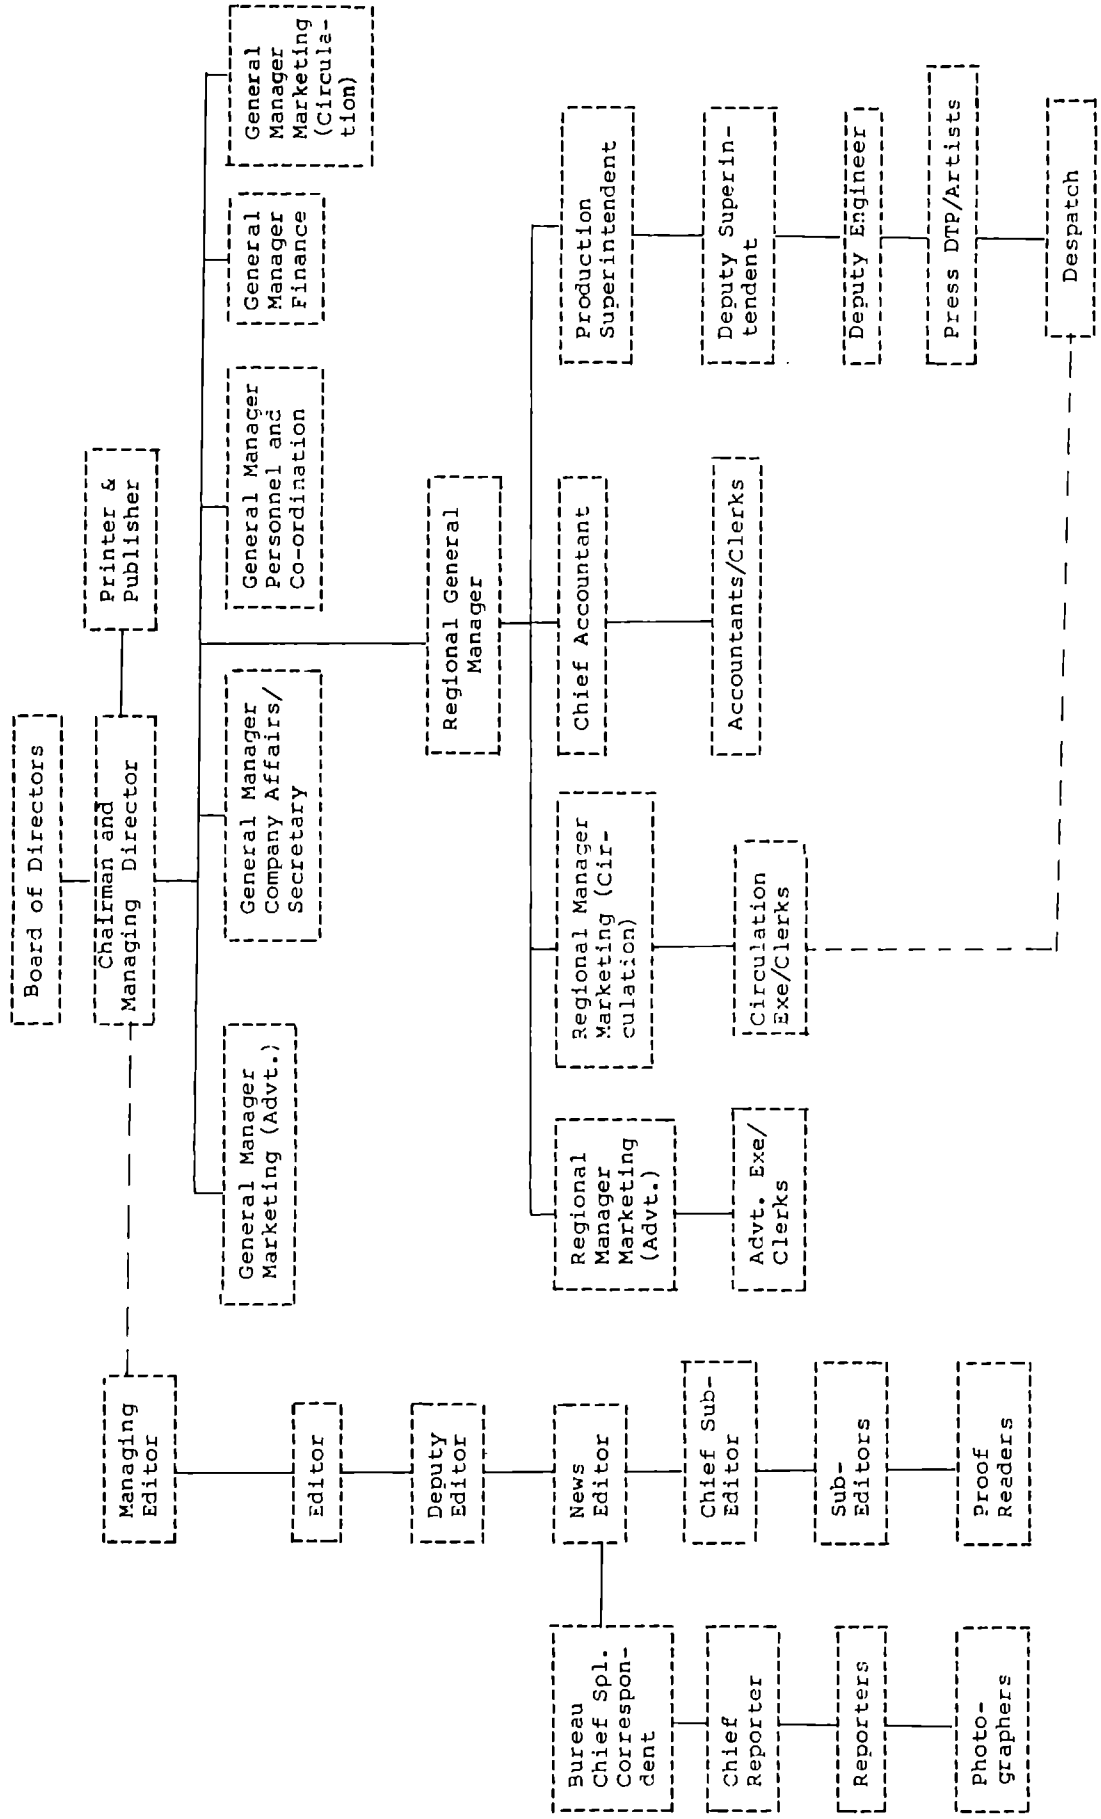 Board of Directors
Chairman and
Managing Director
Printer &
Publisher
Managing
Editor
General Manager
Marketing (Advt.)
General Manager
Company Affairs/
Secretary
General Manager
Personnel and
Co-ordination
General
Manager
Finance
General
Manager
Marketing
(Circula-
tion)
Editor
Deputy
Editor
News
Editor
Chief Sub-
Editor
Sub-
Editors
Proof
Readers
Bureau
Chief Spl.
Correspon-
dent
Chief
Reporter
Reporters
Photo-
graphers
Regional General
Manager
Regional
Manager
Marketing
(Advt.)
Advt. Exe/
Clerks
Regional Manager
Marketing (Cir-
culation)
Circulation
Exe/Clerks
Chief Accountant
Accountants/Clerks
Production
Superintendent
Deputy Superin-
tendent
Deputy Engineer
Press DTP/Artists
Despatch